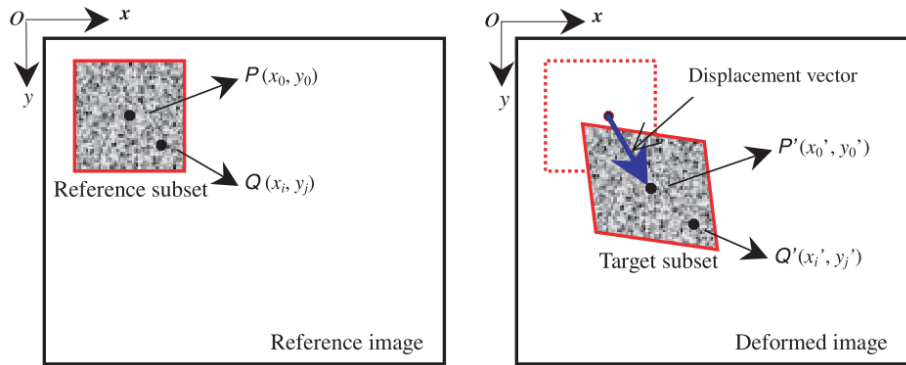 O x
y
P (x0, y0)
Q (xi, yj)
Reference subset
Reference image
O x
y
Displacement vector
P’(x0’, y0’)
Q’(xi’, yj’)
Target subset
Deformed image